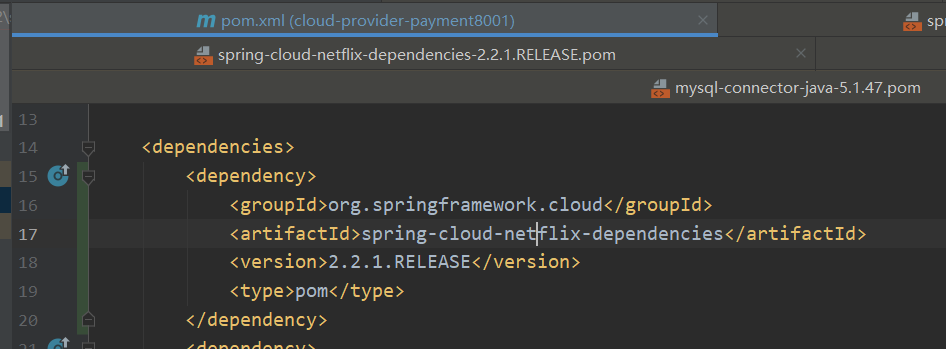 pom.xml (cloud-provider-payment8001)
spring-cloud-netflix-dependencies-2.2.1.RELEASE.pom
mysql-connector-java-5.1.47.pom
13
14 <dependencies>
15 <dependency>
16 <groupId>org.springframework.cloud</groupId>
17 <artifactId>spring-cloud-netflix-dependencies</artifactId>
18 <version>2.2.1.RELEASE</version>
19 <type>pom</type>
20 </dependency>
21 <dependency>